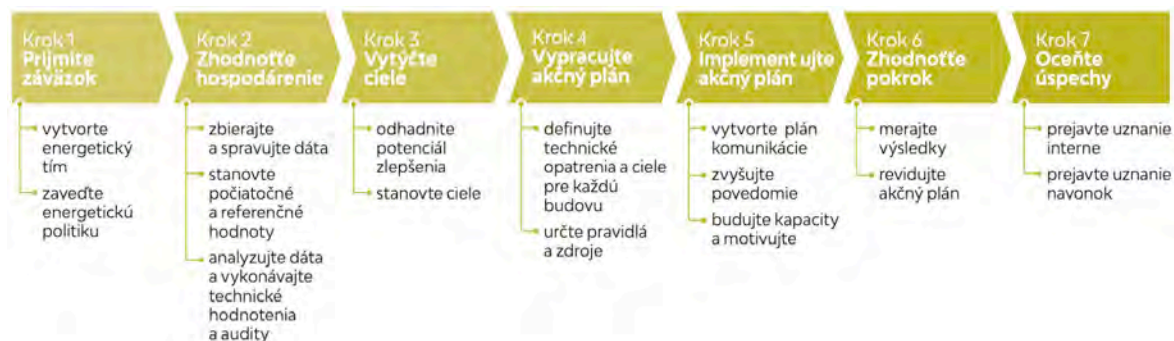 Krok 1
Prijmite
záväzok
vytvorte
energetický
tím
zaveďte
energetickú
politiku
Krok 2
Zhodnoťte
hospodárenie
zbierajte
a spravujte dáta
stanovte
počiatočné
a referenčné
hodnoty
analyzujte dáta
a vykonávajte
technické
hodnotenia
a audity
Krok 3
Vytýčte
ciele
odhadnite
potenciál
zlepšenia
stanovte ciele
Krok 4
Vypracujte
akčný plán
definujte
technické
opatrenia a ciele
pre každú
budovu
určte pravidlá
a zdroje
Krok 5
Implement ujte
akčný plán
vytvorte plán
komunikácie
zvyšujte
povedomie
budujte kapacity
a motivujte
Krok 6
Zhodnoťte
pokrok
merajte
výsledky
revidujte
akčný plán
Krok 7
Oceňte
úspechy
prejavte uznanie
interne
prejavte uznanie
navonok